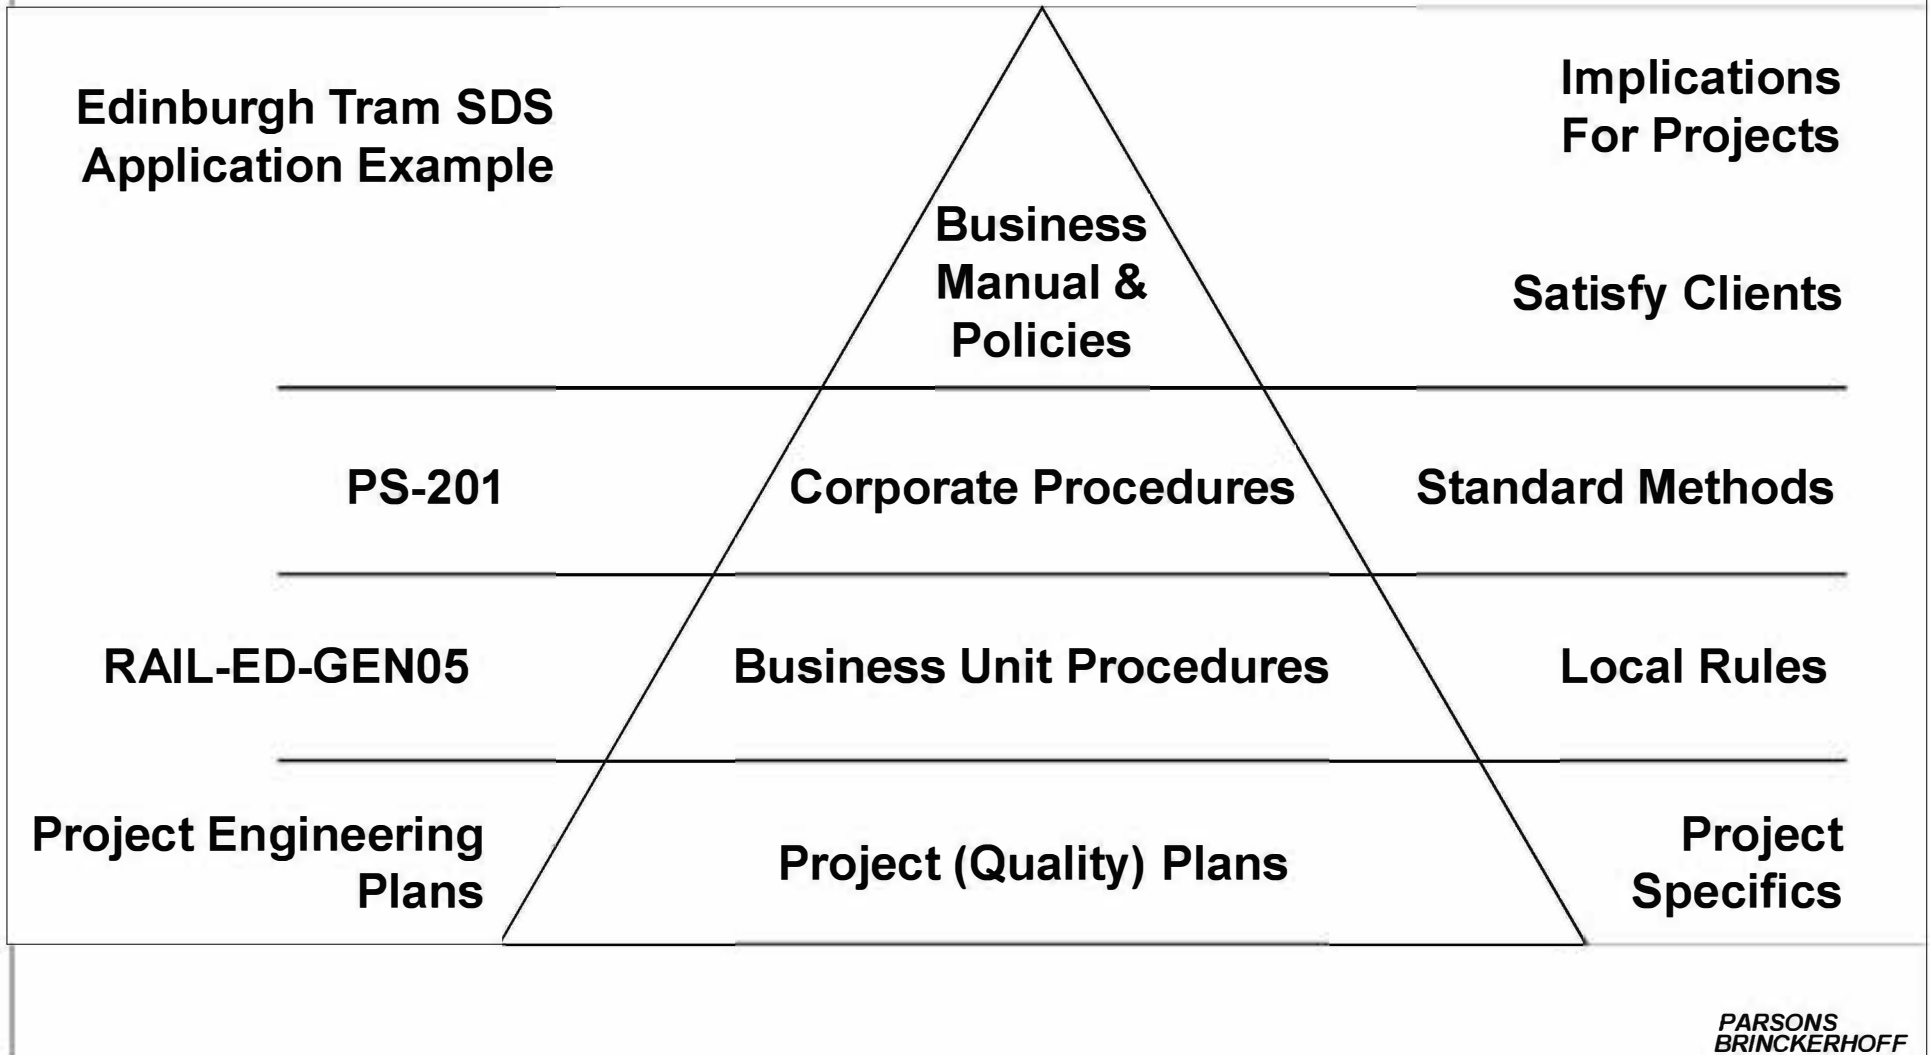 Edinburgh Tram SDS
Application Example
Implications
For Projects
Business
Manual &
Policies
Satisfy Clients
PS-201
Corporate Procedures
Standard Methods
RAIL-ED-GEN05
Business Unit Procedures
Local Rules
Project Engineering
Plans
Project (Quality) Plans
Project
Specifics
PARSONS
BRINCKERHOFF